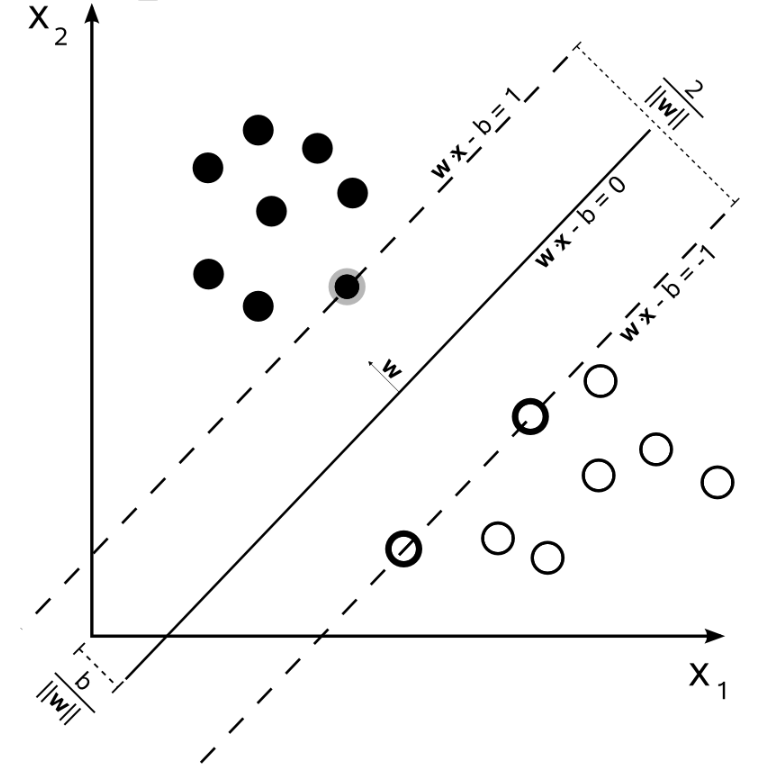 X₂
w·x - b = 1
2
‖w‖
w·x - b = 0
w·x - b = -1
w
X₁
b
‖w‖